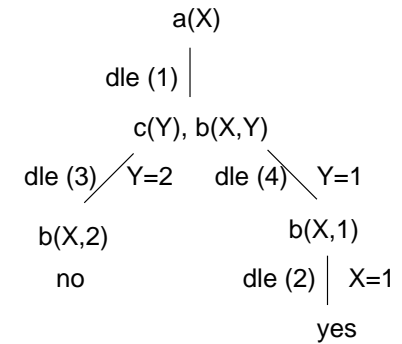 a(X)
dle (1)
c(Y), b(X,Y)
dle (3) Y=2 dle (4) Y=1
b(X,2) b(X,1)
no dle (2) X=1
yes